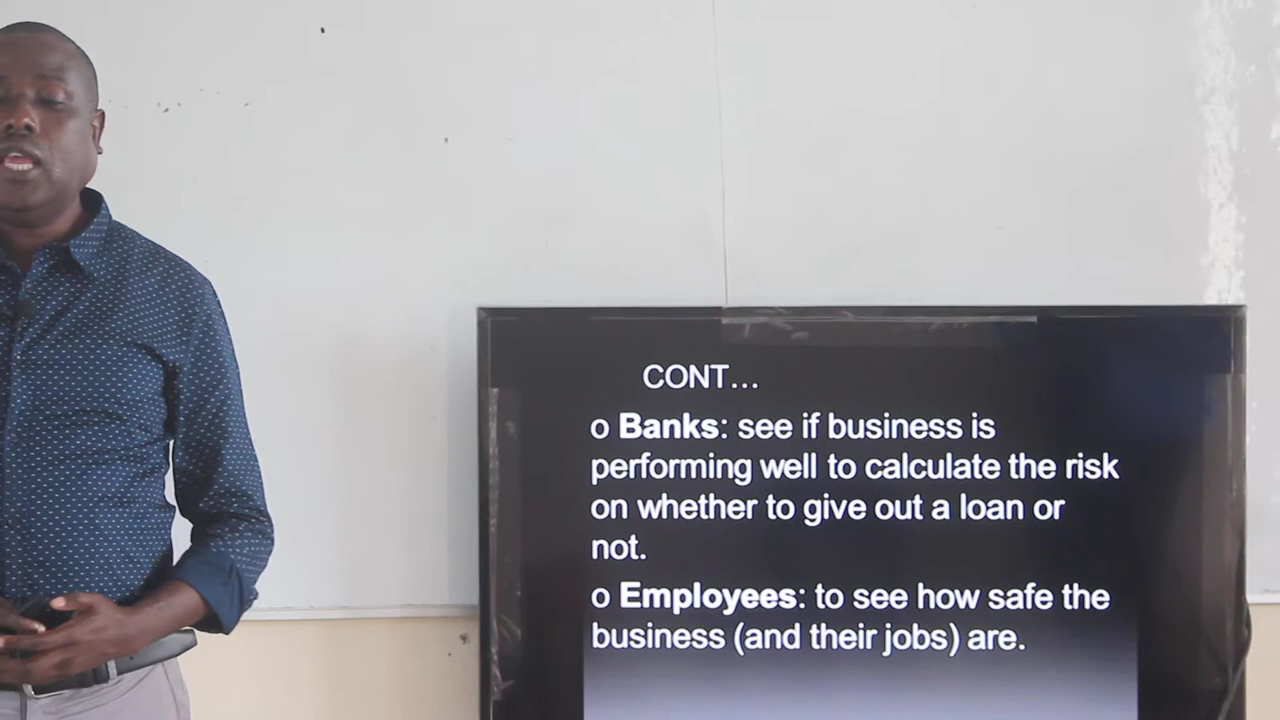 CONT…
o Banks: see if business is
performing well to calculate the risk
on whether to give out a loan or
not.
o Employees: to see how safe the
business (and their jobs) are.